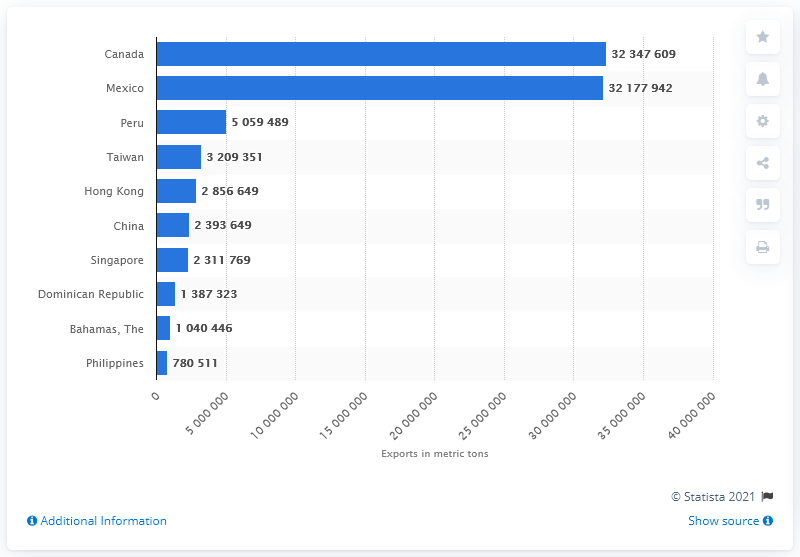 Canada 32 347 609
Mexico 32 177 942
Peru 5 059 489
Taiwan 3 209 351
Hong Kong 2 856 649
China 2 393 649
Singapore 2 311 769
Dominican Republic 1 387 323
Bahamas, The 1 040 446
Philippines 780 511
0 5 000 000 10 000 000 15 000 000 20 000 000 25 000 000 30 000 000 35 000 000 40 000 000
Exports in metric tons
© Statista 2021
Additional Information Show source